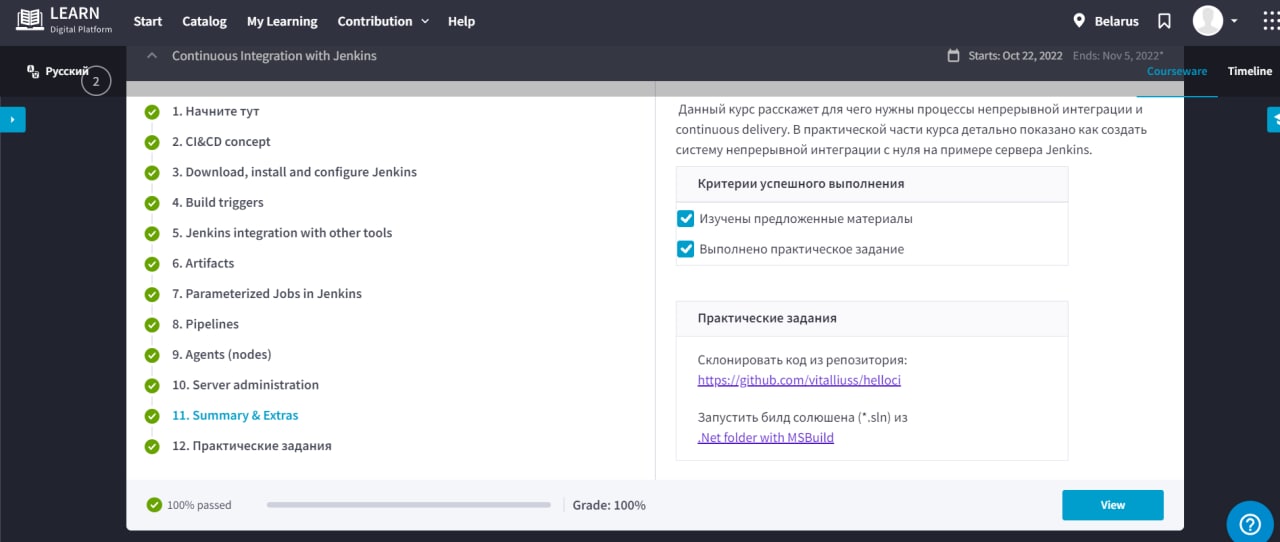 LEARN
Digital Platform
Start Catalog My Learning Contribution Help
Belarus
Русский
2
Continuous Integration with Jenkins
Starts: Oct 22, 2022 Ends: Nov 5, 2022*
Courseware Timeline
1. Начните тут
2. CI&CD concept
3. Download, install and configure Jenkins
4. Build triggers
5. Jenkins integration with other tools
6. Artifacts
7. Parameterized Jobs in Jenkins
8. Pipelines
9. Agents (nodes)
10. Server administration
11. Summary & Extras
12. Практические задания
Данный курс расскажет для чего нужны процессы непрерывной интеграции и
continuous delivery. В практической части курса детально показано как создать
систему непрерывной интеграции с нуля на примере сервера Jenkins.
Критерии успешного выполнения
Изучены предложенные материалы
Выполнено практическое задание
Практические задания
Склонировать код из репозитория:
https://github.com/vitalliuss/helloci
Запустить билд солюшена (*.sln) из
.Net folder with MSBuild
100% passed
Grade: 100%
View